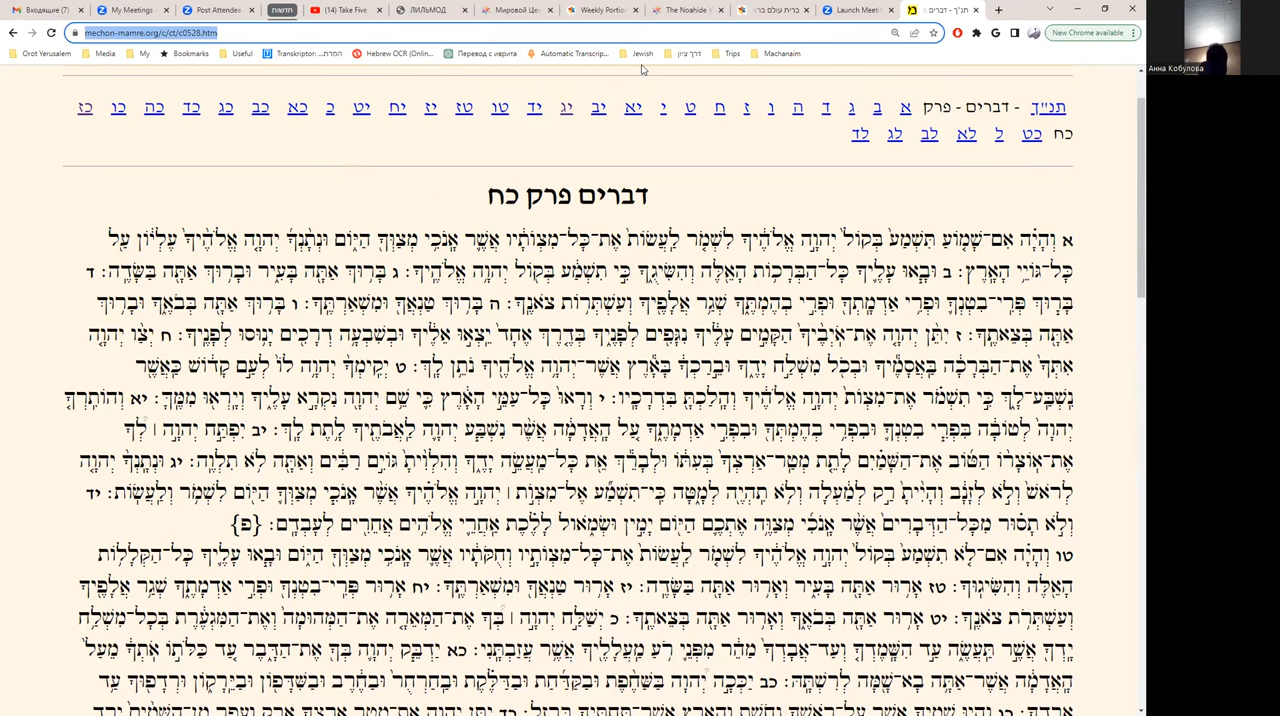 Входящие (7)
My Meetings
Post Attendee
חדשות
(14) Take Five
ЛИЛЬМОД
Мировой Це
Weekly Portion
The Noahide W
ברית עולם
Launch Meeti
תנ"ך - דברים
mechon-mamre.org/c/ct/c0528.htm
New Chrome available
Анна Кобулова
Orot Yerusalem
Media
My
Bookmarks
Useful
Transkriptor: המרת...
Hebrew OCR (Onlin...
Перевод с иврита
Automatic Transcrip...
Jewish
דרך ציון
Trips
Machanaim
תנ"ך - דברים - פרק א ב ג ד ה ו ז ח ט י יא יב יג יד טו טז יז יח יט כ כא כב כג כד כה כו כז
כח כט ל לא לב לג לד
דברים פרק כח
א וְהָיָה אִם־שָׁמוֹעַ תִּשְׁמַע בְּקוֹל יְהוָה אֱלֹהֶיךָ לִשְׁמֹר לַעֲשׂוֹת אֶת־כָּל־מִצְוֺתָיו אֲשֶׁר אָנֹכִי מְצַוְּךָ הַיּוֹם וּנְתָנְךָ יְהוָה אֱלֹהֶיךָ עֶלְיוֹן עַל
כָּל־גּוֹיֵי הָאָרֶץ: ב וּבָאוּ עָלֶיךָ כָּל־הַבְּרָכוֹת הָאֵלֶּה וְהִשִּׂיגֻךָ כִּי תִשְׁמַע בְּקוֹל יְהוָה אֱלֹהֶיךָ: ג בָּרוּךְ אַתָּה בָּעִיר וּבָרוּךְ אַתָּה בַּשָּׂדֶה: ד
בָּרוּךְ פְּרִי־בִטְנְךָ וּפְרִי אַדְמָתְךָ וּפְרִי בְהֶמְתֶּךָ שְׁגַר אֲלָפֶיךָ וְעַשְׁתְּרוֹת צֹאנֶךָ: ה בָּרוּךְ טַנְאֲךָ וּמִשְׁאַרְתֶּךָ: ו בָּרוּךְ אַתָּה בְּבֹאֶךָ וּבָרוּךְ
אַתָּה בְּצֵאתֶךָ: ז יִתֵּן יְהוָה אֶת־אֹיְבֶיךָ הַקָּמִים עָלֶיךָ נִגָּפִים לְפָנֶיךָ בְּדֶרֶךְ אֶחָד יֵצְאוּ אֵלֶיךָ וּבְשִׁבְעָה דְרָכִים יָנוּסוּ לְפָנֶיךָ: ח יְצַו יְהוָה
אִתְּךָ אֶת־הַבְּרָכָה בַּאֲסָמֶיךָ וּבְכֹל מִשְׁלַח יָדֶךָ וּבֵרַכְךָ בָּאָרֶץ אֲשֶׁר־יְהוָה אֱלֹהֶיךָ נֹתֵן לָךְ: ט יְקִימְךָ יְהוָה לוֹ לְעַם קָדוֹשׁ כַּאֲשֶׁר
נִשְׁבַּע־לָךְ כִּי תִשְׁמֹר אֶת־מִצְוֺת יְהוָה אֱלֹהֶיךָ וְהָלַכְתָּ בִּדְרָכָיו: י וְרָאוּ כָּל־עַמֵּי הָאָרֶץ כִּי שֵׁם יְהוָה נִקְרָא עָלֶיךָ וְיָרְאוּ מִמֶּךָּ: יא וְהוֹתִרְךָ
יְהוָה לְטוֹבָה בִּפְרִי בִטְנְךָ וּבִפְרִי בְהֶמְתְּךָ וּבִפְרִי אַדְמָתֶךָ עַל הָאֲדָמָה אֲשֶׁר נִשְׁבַּע יְהוָה לַאֲבֹתֶיךָ לָתֶת לָךְ: יב יִפְתַּח יְהוָה ׀ לְךָ
אֶת־אוֹצָרוֹ הַטּוֹב אֶת־הַשָּׁמַיִם לָתֵת מְטַר־אַרְצְךָ בְּעִתּוֹ וּלְבָרֵךְ אֵת כָּל־מַעֲשֵׂה יָדֶךָ וְהִלְוִיתָ גּוֹיִם רַבִּים וְאַתָּה לֹא תִלְוֶה: יג וּנְתָנְךָ יְהוָה
לְרֹאשׁ וְלֹא לְזָנָב וְהָיִיתָ רַק לְמַעְלָה וְלֹא תִהְיֶה לְמָטָּה כִּי־תִשְׁמַע אֶל־מִצְוֺת ׀ יְהוָה אֱלֹהֶיךָ אֲשֶׁר אָנֹכִי מְצַוְּךָ הַיּוֹם לִשְׁמֹר וְלַעֲשׂוֹת: יד
וְלֹא תָסוּר מִכָּל־הַדְּבָרִים אֲשֶׁר אָנֹכִי מְצַוֶּה אֶתְכֶם הַיּוֹם יָמִין וּשְׂמֹאול לָלֶכֶת אַחֲרֵי אֱלֹהִים אֲחֵרִים לְעָבְדָם: {פ}
טו וְהָיָה אִם־לֹא תִשְׁמַע בְּקוֹל יְהוָה אֱלֹהֶיךָ לִשְׁמֹר לַעֲשׂוֹת אֶת־כָּל־מִצְוֺתָיו וְחֻקֹּתָיו אֲשֶׁר אָנֹכִי מְצַוְּךָ הַיּוֹם וּבָאוּ עָלֶיךָ כָּל־הַקְּלָלוֹת
הָאֵלֶּה וְהִשִּׂיגוּךָ: טז אָרוּר אַתָּה בָּעִיר וְאָרוּר אַתָּה בַּשָּׂדֶה: יז אָרוּר טַנְאֲךָ וּמִשְׁאַרְתֶּךָ: יח אָרוּר פְּרִי־בִטְנְךָ וּפְרִי אַדְמָתֶךָ שְׁגַר אֲלָפֶיךָ
וְעַשְׁתְּרֹת צֹאנֶךָ: יט אָרוּר אַתָּה בְּבֹאֶךָ וְאָרוּר אַתָּה בְּצֵאתֶךָ: כ יְשַׁלַּח יְהוָה ׀ בְּךָ אֶת־הַמְּאֵרָה אֶת־הַמְּהוּמָה וְאֶת־הַמִּגְעֶרֶת בְּכָל־מִשְׁלַח
יָדְךָ אֲשֶׁר תַּעֲשֶׂה עַד הִשָּׁמֶדְךָ וְעַד־אֲבָדְךָ מַהֵר מִפְּנֵי רֹעַ מַעֲלָלֶיךָ אֲשֶׁר עֲזַבְתָּנִי: כא יַדְבֵּק יְהוָה בְּךָ אֶת־הַדָּבֶר עַד כַּלֹּתוֹ אֹתְךָ מֵעַל
הָאֲדָמָה אֲשֶׁר־אַתָּה בָא־שָׁמָּה לְרִשְׁתָּהּ: כב יַכְּכָה יְהוָה בַּשַּׁחֶפֶת וּבַקַּדַּחַת וּבַדַּלֶּקֶת וּבַחַרְחֻר וּבַחֶרֶב וּבַשִּׁדָּפוֹן וּבַיֵּרָקוֹן וּרְדָפוּךָ עַד